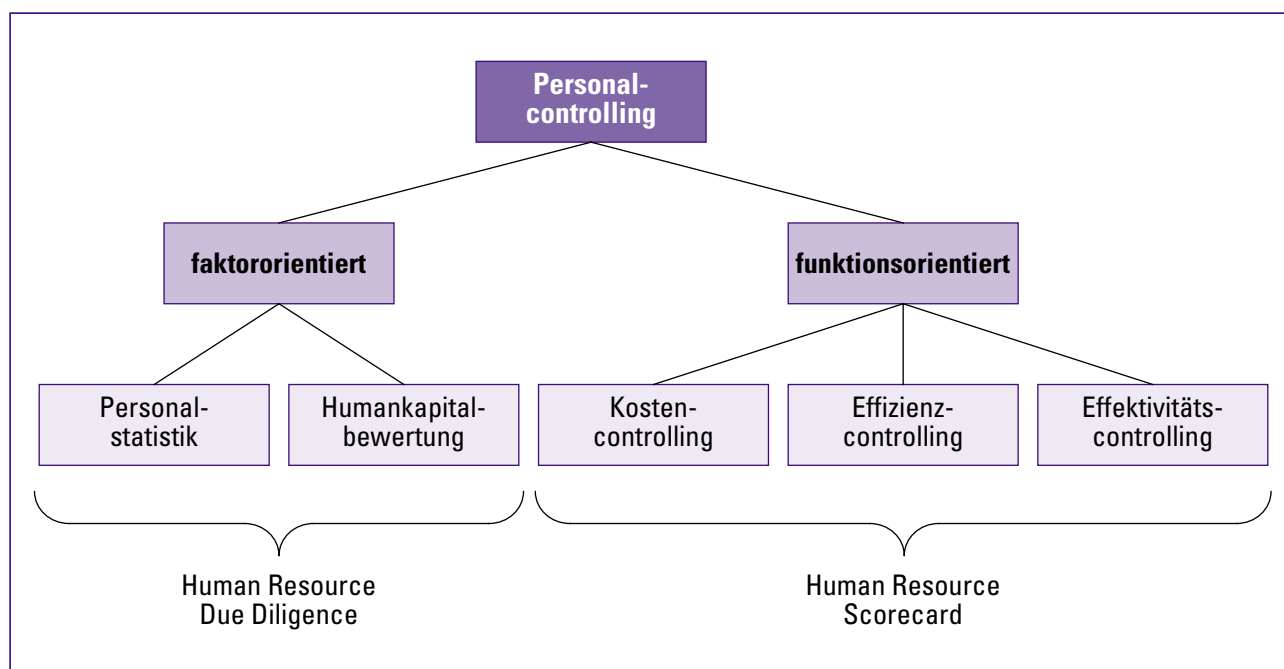 Personal-
controlling
faktororientiert
funktionsorientiert
Personal-
statistik
Humankapital-
bewertung
Kosten-
controlling
Effizienz-
controlling
Effektivitäts-
controlling
Human Resource
Due Diligence
Human Resource
Scorecard